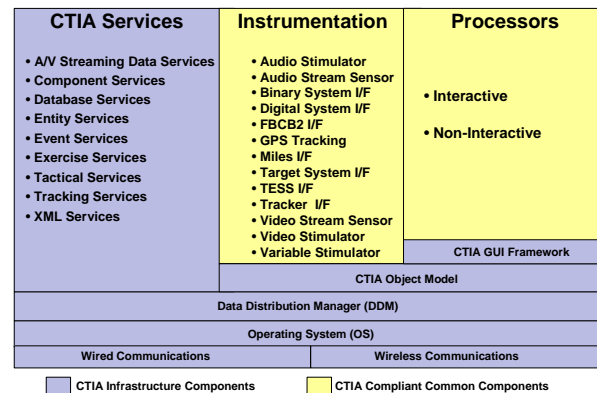 CTIA Services
• A/V Streaming Data Services
• Component Services
• Database Services
• Entity Services
• Event Services
• Exercise Services
• Tactical Services
• Tracking Services
• XML Services
Instrumentation
• Audio Stimulator
• Audio Stream Sensor
• Binary System I/F
• Digital System I/F
• FBCB2 I/F
• GPS Tracking
• Miles I/F
• Target System I/F
• TESS I/F
• Tracker I/F
• Video Stream Sensor
• Video Stimulator
• Variable Stimulator
Processors
• Interactive
• Non-Interactive
CTIA GUI Framework
CTIA Object Model
Data Distribution Manager (DDM)
Operating System (OS)
Wired Communications
Wireless Communications
CTIA Infrastructure Components
CTIA Compliant Common Components